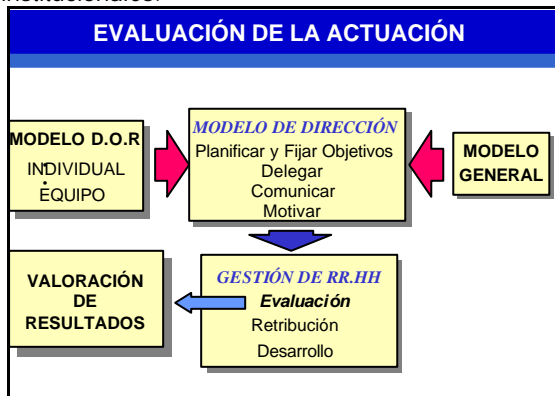 institucionales.
EVALUACIÓN DE LA ACTUACIÓN
MODELO D.O.R
• INDIVIDUAL
• EQUIPO
MODELO DE DIRECCIÓN
Planificar y Fijar Objetivos
Delegar
Comunicar
Motivar
MODELO
GENERAL
VALORACIÓN
DE
RESULTADOS
GESTIÓN DE RR.HH
Evaluación
Retribución
Desarrollo